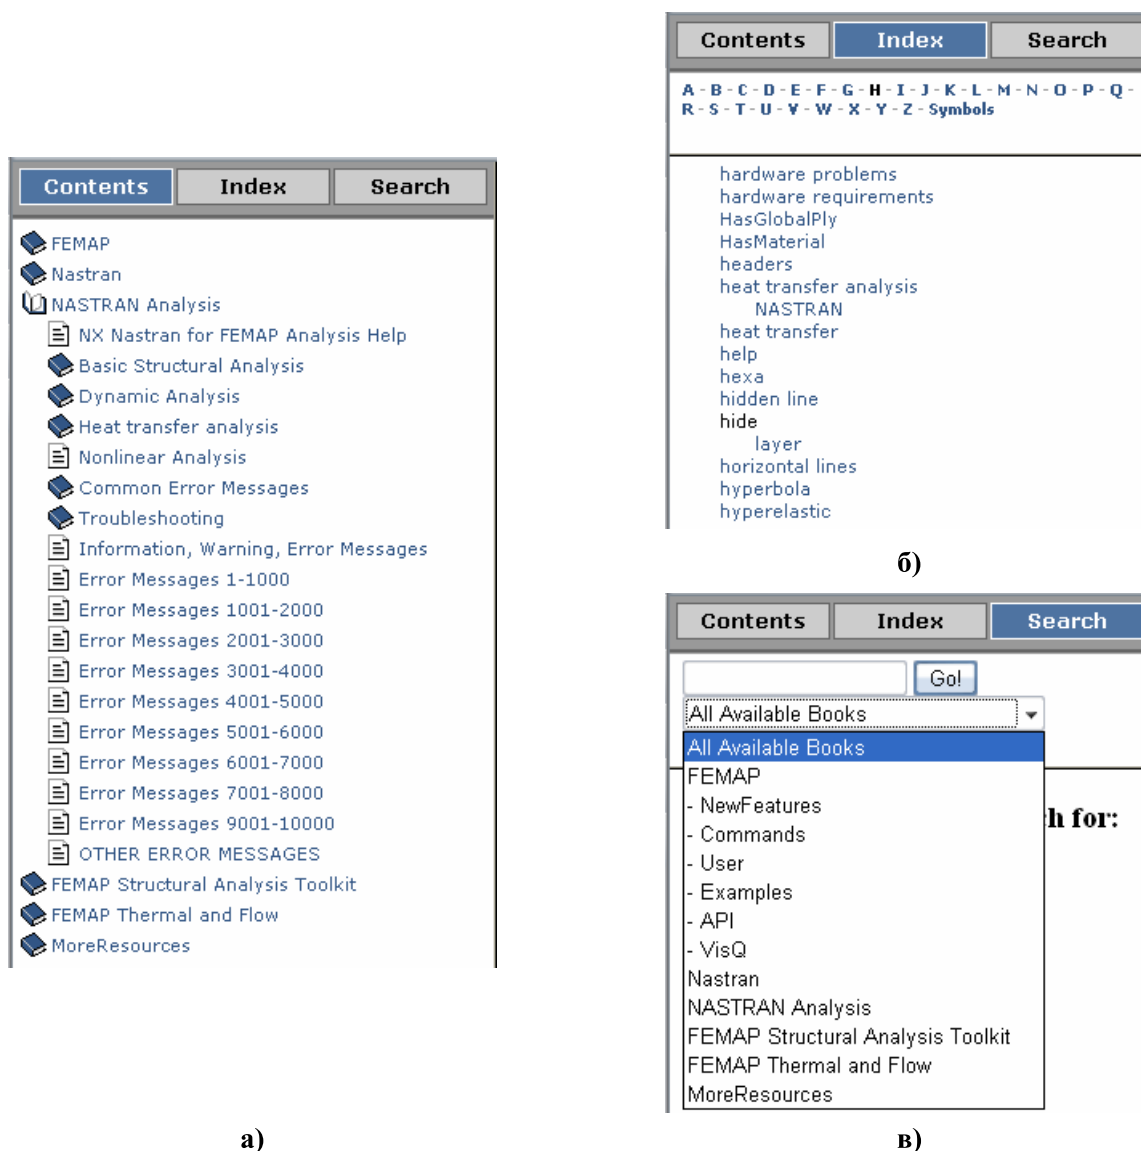 Contents Index Search
FEMAP
Nastran
NASTRAN Analysis
NX Nastran for FEMAP Analysis Help
Basic Structural Analysis
Dynamic Analysis
Heat transfer analysis
Nonlinear Analysis
Common Error Messages
Troubleshooting
Information, Warning, Error Messages
Error Messages 1-1000
Error Messages 1001-2000
Error Messages 2001-3000
Error Messages 3001-4000
Error Messages 4001-5000
Error Messages 5001-6000
Error Messages 6001-7000
Error Messages 7001-8000
Error Messages 9001-10000
OTHER ERROR MESSAGES
FEMAP Structural Analysis Toolkit
FEMAP Thermal and Flow
MoreResources
а)
Contents Index Search
A - B - C - D - E - F - G - H - I - J - K - L - M - N - O - P - Q -
R - S - T - U - V - W - X - Y - Z - Symbols
hardware problems
hardware requirements
HasGlobalPly
HasMaterial
headers
heat transfer analysis
NASTRAN
heat transfer
help
hexa
hidden line
hide
layer
horizontal lines
hyperbola
hyperelastic
б)
Contents Index Search
Go!
All Available Books
All Available Books
FEMAP
- NewFeatures
- Commands
- User
- Examples
- API
- VisQ
Nastran
NASTRAN Analysis
FEMAP Structural Analysis Toolkit
FEMAP Thermal and Flow
MoreResources
h for:
в)